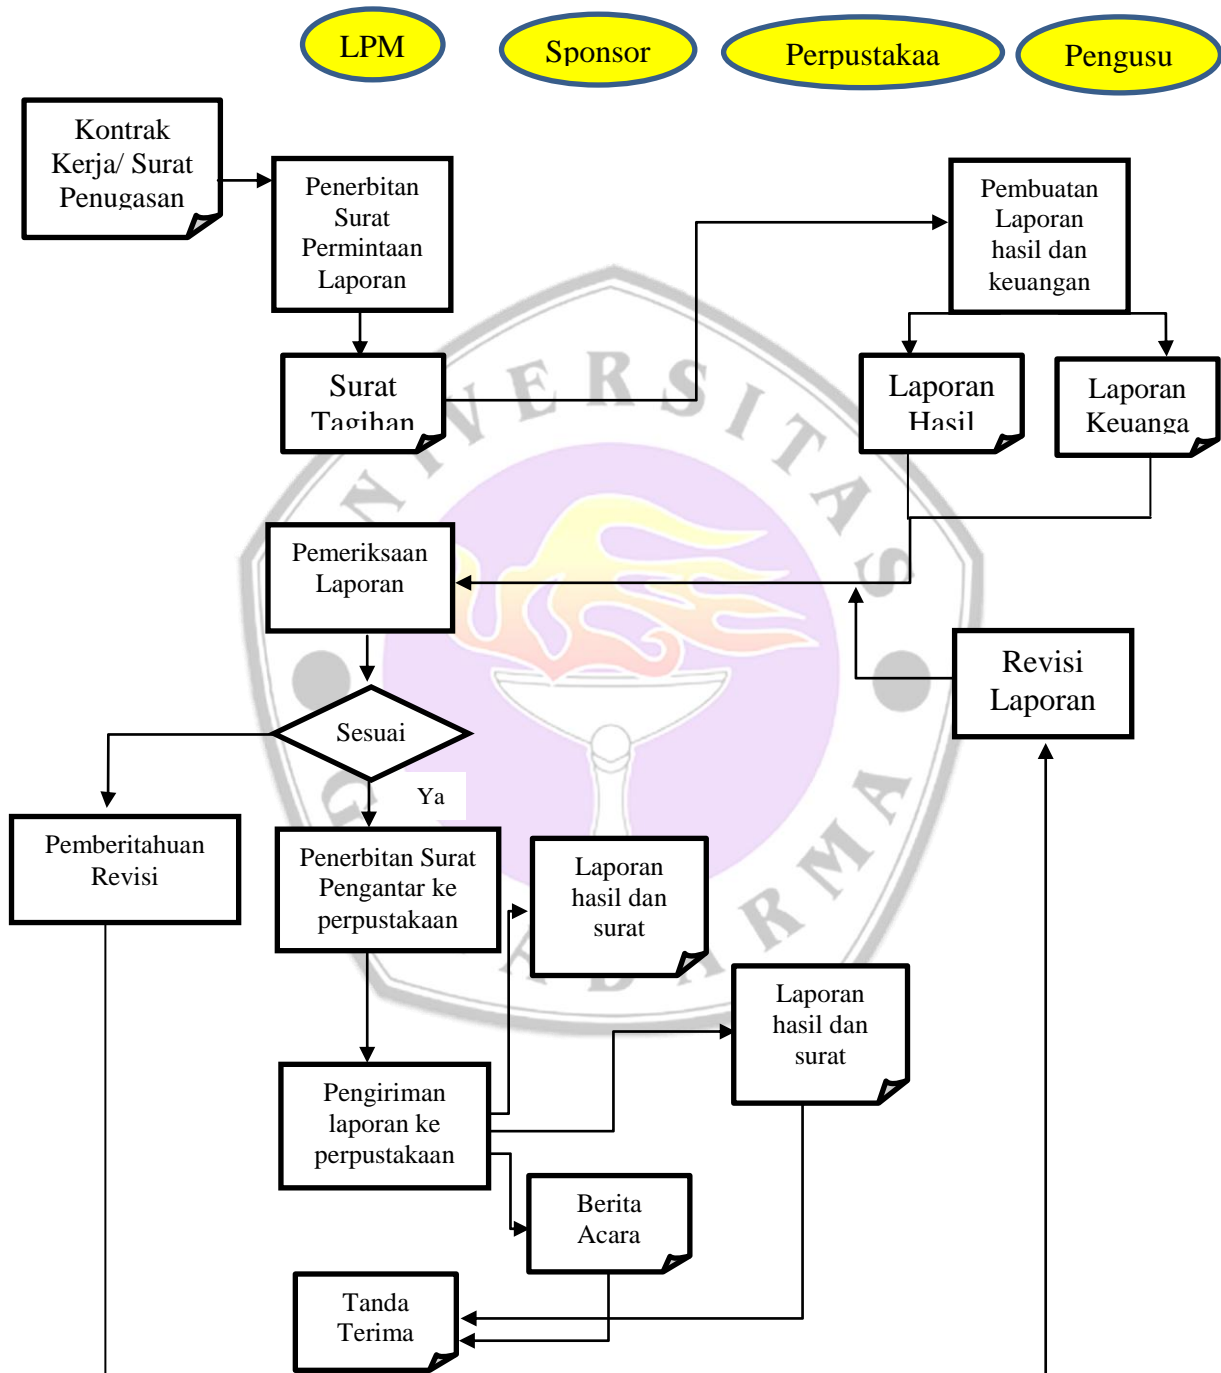 LPM
Sponsor
Perpustakaa
Pengusu
Kontrak
Kerja/ Surat
Penugasan
Penerbitan
Surat
Permintaan
Laporan
Pembuatan
Laporan
hasil dan
keuangan
Surat
Tagihan
Laporan
Hasil
Laporan
Keuanga
UNIVERSITAS
Pemeriksaan
Laporan
Revisi
Laporan
Sesuai
Ya
Pemberitahuan
Revisi
Penerbitan Surat
Pengantar ke
perpustakaan
Laporan
hasil dan
surat
Laporan
hasil dan
surat
Pengiriman
laporan ke
perpustakaan
Berita
Acara
Tanda
Terima